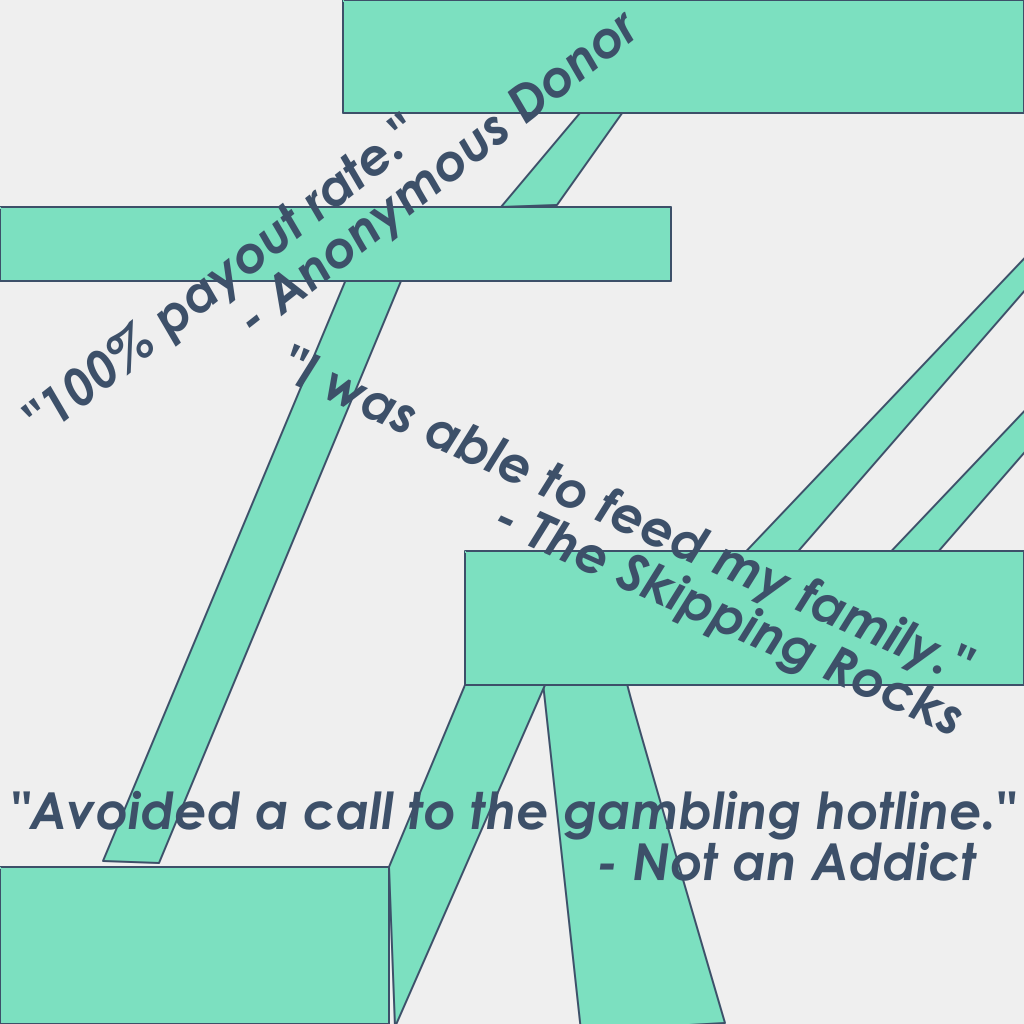 "100% payout rate."
- Anonymous Donor
"I was able to feed my family."
- The Skipping Rocks
"Avoided a call to the gambling hotline."
- Not an Addict